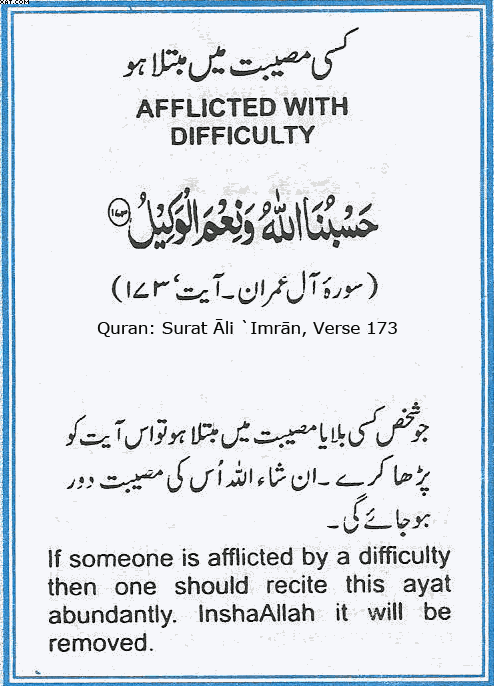 کسی مصیبت میں مبتلا ہو
AFFLICTED WITH
DIFFICULTY
حَسْبُنَا اللّٰهُ وَنِعْمَ الْوَكِيْلُ ﴿۱۷۳﴾
(سورۂ آل عمران۔ آیت، ۱۷۳)
Quran: Surat Āli `Imrān, Verse 173
جو شخص کسی بلا یا مصیبت میں مبتلا ہو تو اس آیت کو
پڑھا کرے ۔ ان شاء اللہ اُس کی مصیبت دور
ہو جائے گی ۔
If someone is afflicted by a difficulty
then one should recite this ayat
abundantly. InshaAllah it will be
removed.